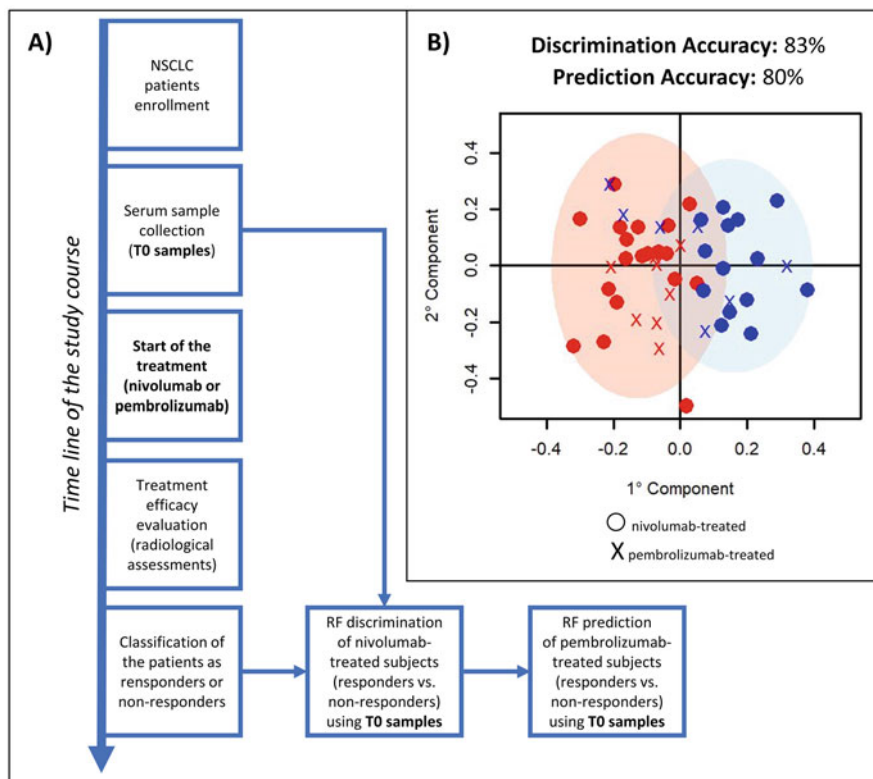 A)
Time line of the study course
NSCLC
patients
enrollment
Serum sample
collection
(T0 samples)
Start of the
treatment
(nivolumab or
pembrolizumab)
Treatment
efficacy
evaluation
(radiological
assessments)
Classification of
the patients as
rensponders or
non-responders
RF discrimination
of nivolumab-
treated subjects
(responders vs.
non-responders)
using T0 samples
RF prediction
of pembrolizumab-
treated subjects
(responders vs.
non-responders)
using T0 samples
B)
Discrimination Accuracy: 83%
Prediction Accuracy: 80%
2° Component
0.4
0.2
0.0
-0.2
-0.4
-0.4 -0.2 0.0 0.2 0.4
1° Component
nivolumab-treated
X pembrolizumab-treated